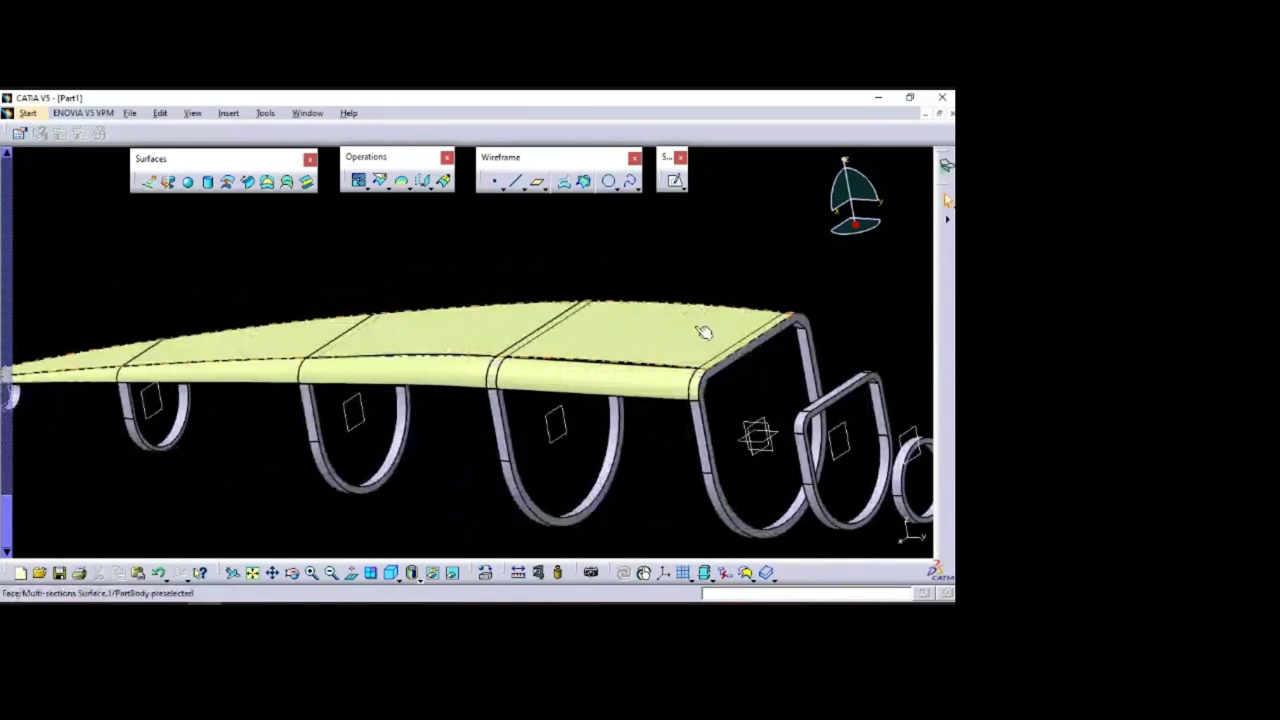 CATIA V5 - [Part1]
Start ENOVIA V5 VPM File Edit View Insert Tools Window Help
Surfaces
Operations
Wireframe
S...
z
x
y
x
y
CATIA
Face/Multi-sections Surface.1/PartBody preselected